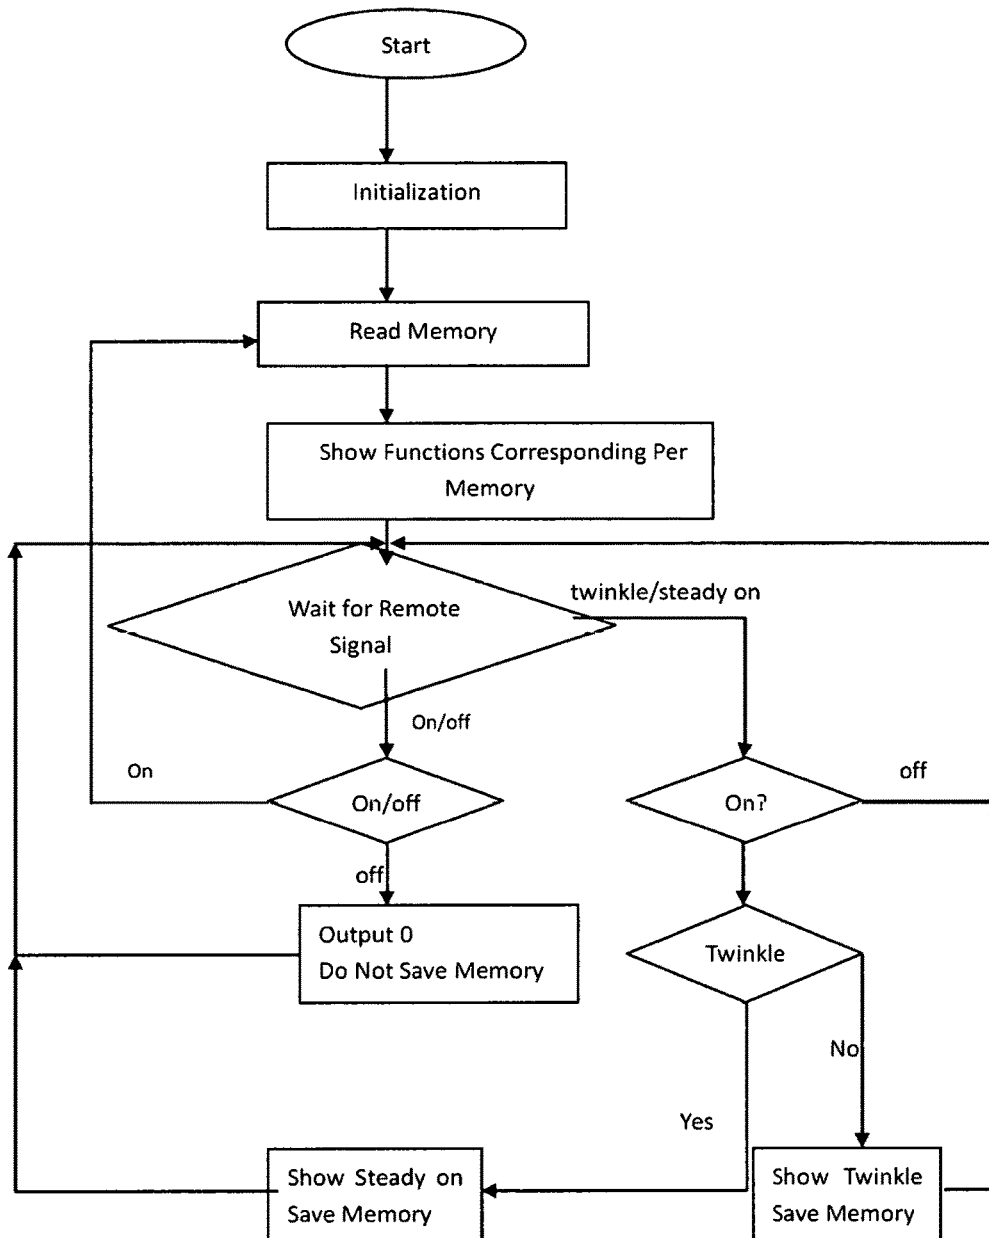 Start
Initialization
Read Memory
Show Functions Corresponding Per
Memory
twinkle/steady on
Wait for Remote
Signal
On/off
On
off
On/off
On?
off
Output 0
Do Not Save Memory
Twinkle
No
Yes
Show Steady on
Save Memory
Show Twinkle
Save Memory